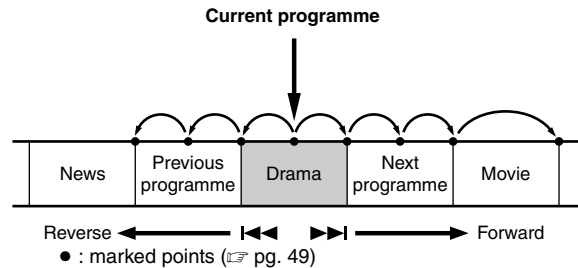 Current programme
News
Previous
programme
Drama
Next
programme
Movie
Reverse
Forward
● : marked points (☞ pg. 49)